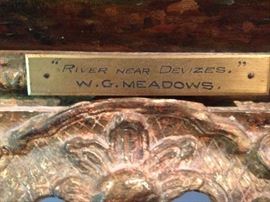 "RIVER NEAR DEVIZES."
W. G. MEADOWS.